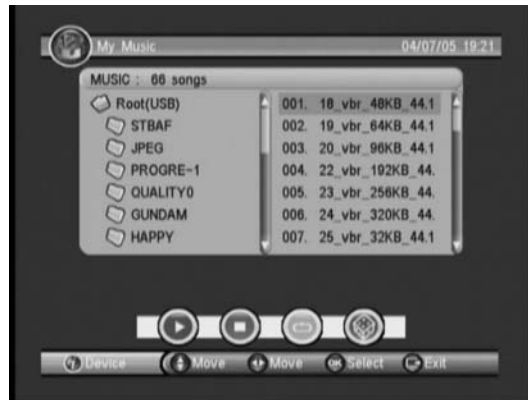 My Music 04/07/05 19:21
MUSIC : 66 songs
Root(USB)
STBAF
JPEG
PROGRE-1
QUALITY0
GUNDAM
HAPPY
001. 18_vbr_48KB_44.1
002. 19_vbr_64KB_44.1
003. 20_vbr_96KB_44.1
004. 22_vbr_192KB_44.
005. 23_vbr_256KB_44.
006. 24_vbr_320KB_44.
007. 25_vbr_32KB_44.1
Device Move Move OK Select Exit